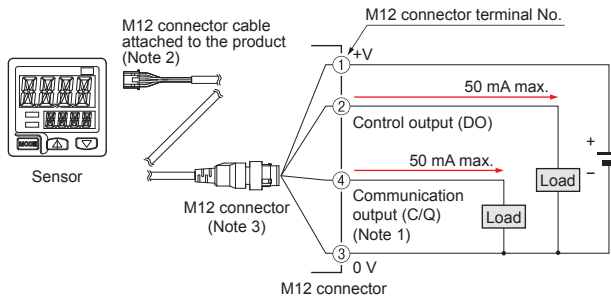 M12 connector terminal No.
M12 connector cable
attached to the product
(Note 2)
1
+V
50 mA max.
2
Control output (DO)
+
−
Load
50 mA max.
4
Communication
output (C/Q)
(Note 1)
Load
MODE
Sensor
M12 connector
(Note 3)
3
0 V
M12 connector